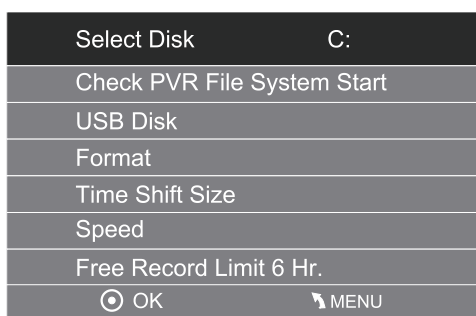 Select Disk C:
Check PVR File System Start
USB Disk
Format
Time Shift Size
Speed
Free Record Limit 6 Hr.
OK MENU